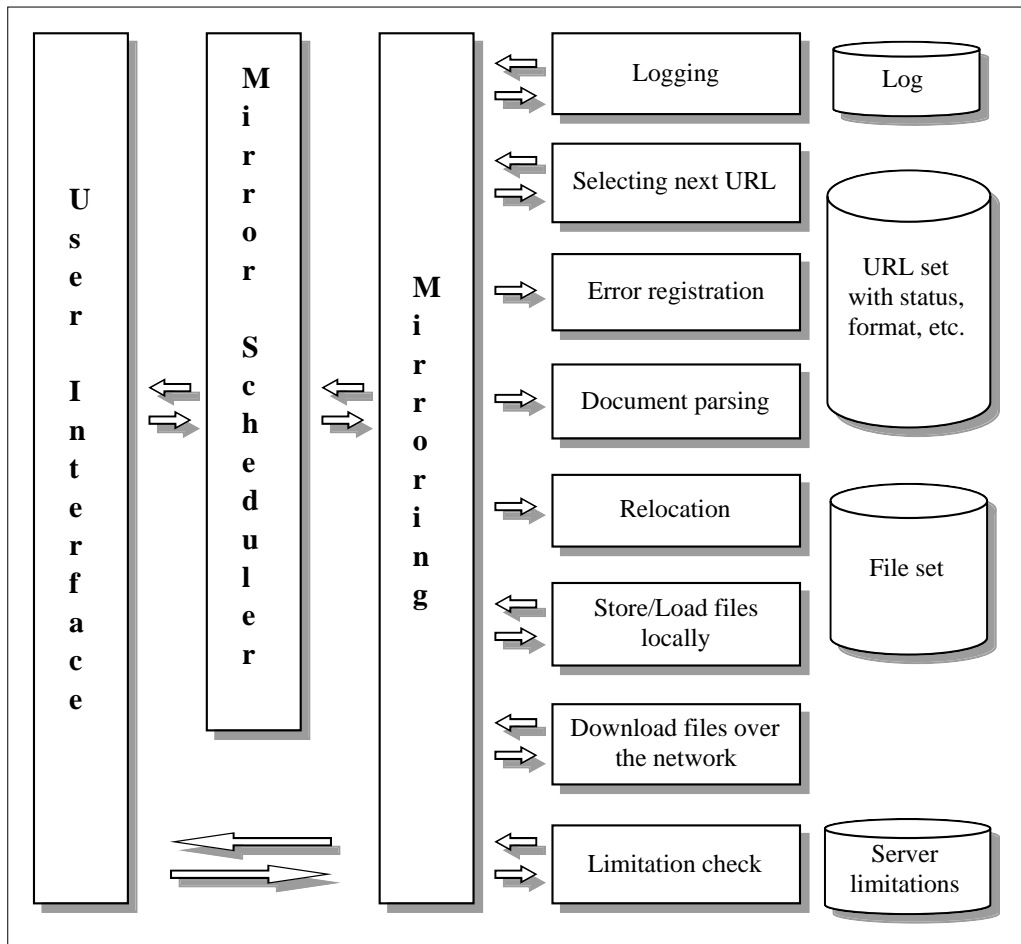 User Interface
Mirror Scheduler
Mirroring
Logging
Log
Selecting next URL
URL set
with status,
format, etc.
Error registration
Document parsing
Relocation
File set
Store/Load files
locally
Download files over
the network
Limitation check
Server
limitations